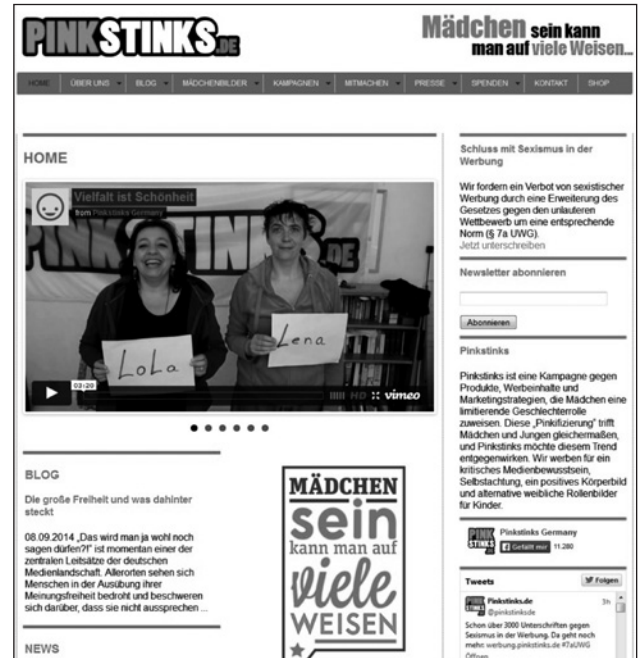 PINKSTINKS.DE
Mädchen sein kann
man auf viele Weisen...
HOME ÜBER UNS BLOG MÄDCHENBILDER KAMPAGNEN MITMACHEN PRESSE SPENDEN KONTAKT SHOP
HOME
Vielfalt ist Schönheit
from Pinkstinks Germany
PINKSTINKS.DE
LoLa
Lena
03:20
HD vimeo
BLOG
Die große Freiheit und was dahinter
steckt
08.09.2014 „Das wird man ja wohl noch
sagen dürfen?!" ist momentan einer der
zentralen Leitsätze der deutschen
Medienlandschaft. Allerorten sehen sich
Menschen in der Ausübung ihrer
Meinungsfreiheit bedroht und beschweren
sich darüber, dass sie nicht aussprechen ...
NEWS
MÄDCHEN
sein
kann man auf
viele
WEISEN
Schluss mit Sexismus in der
Werbung
Wir fordern ein Verbot von sexistischer
Werbung durch eine Erweiterung des
Gesetzes gegen den unlauteren
Wettbewerb um eine entsprechende
Norm (§ 7a UWG).
Jetzt unterschreiben
Newsletter abonnieren
Abonnieren
Pinkstinks
Pinkstinks ist eine Kampagne gegen
Produkte, Werbeinhalte und
Marketingstrategien, die Mädchen eine
limitierende Geschlechterrolle
zuweisen. Diese „Pinkifizierung" trifft
Mädchen und Jungen gleichermaßen,
und Pinkstinks möchte diesem Trend
entgegenwirken. Wir werben für ein
kritisches Medienbewusstsein,
Selbstachtung, ein positives Körperbild
und alternative weibliche Rollenbilder
für Kinder.
PINK STINKS
Pinkstinks Germany
Gefällt mir 11.280
Tweets Folgen
Pinkstinks.de 3h
@pinkstinksde
Schon über 3000 Unterschriften gegen
Sexismus in der Werbung. Da geht noch
mehr: werbung.pinkstinks.de #7aUWG
Öffnen